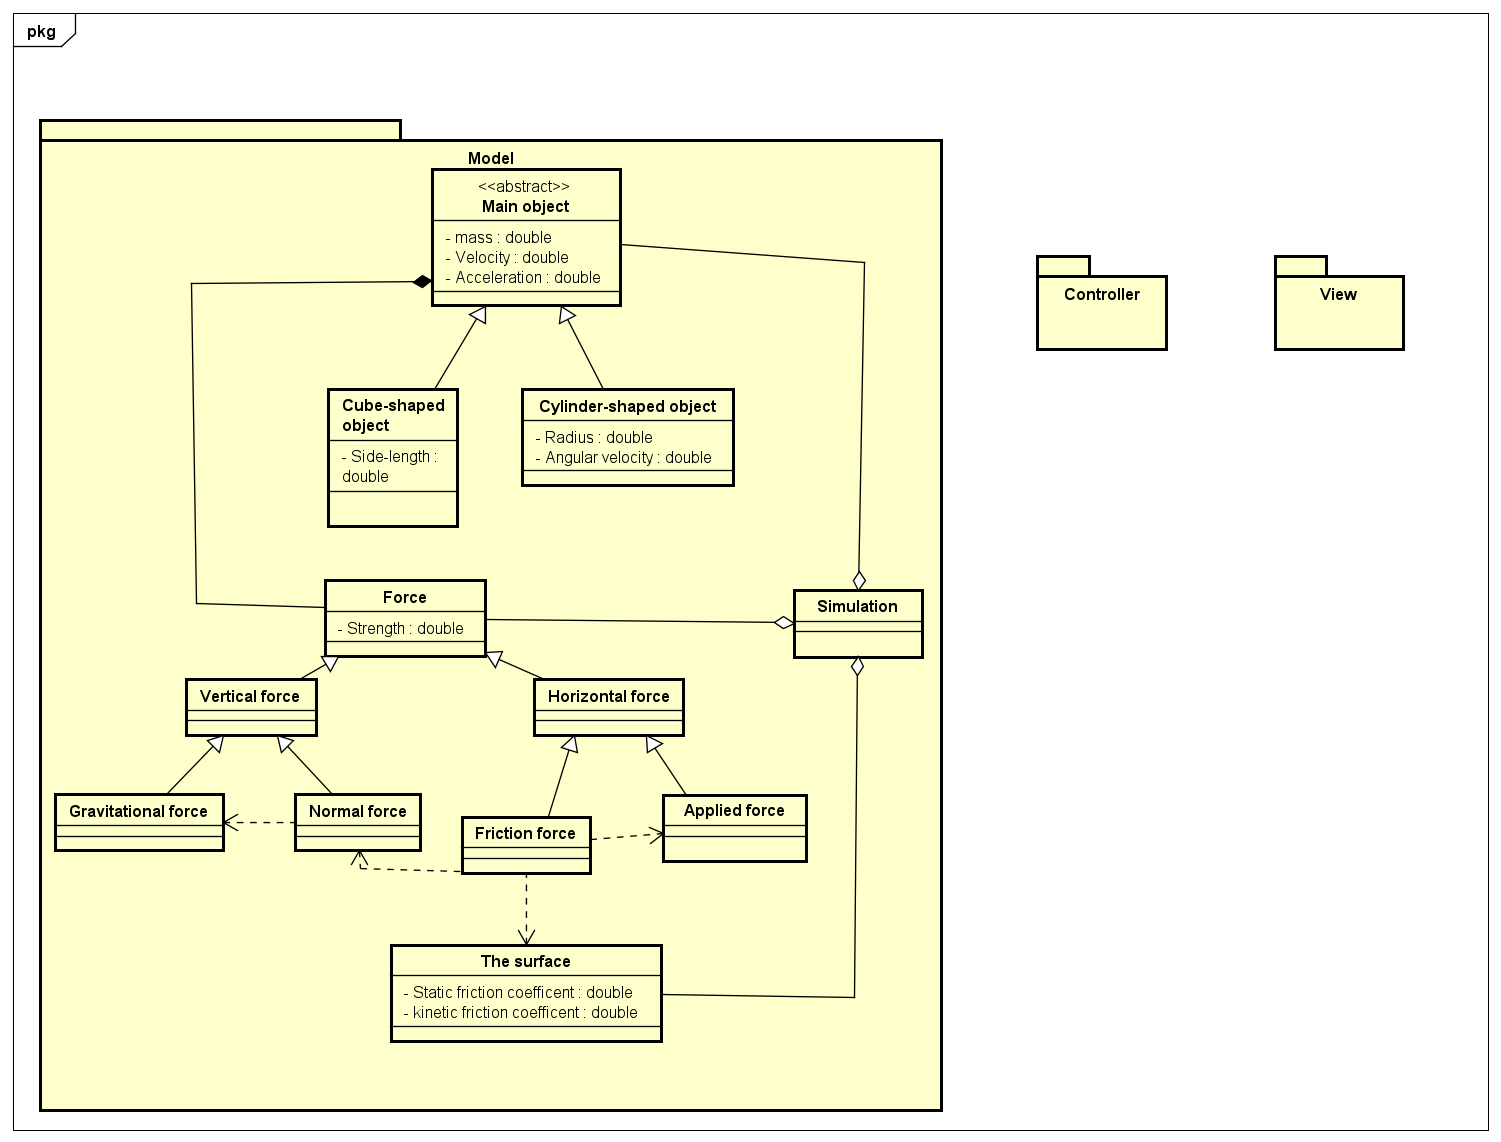 pkg
Model
<<abstract>>
Main object
- mass : double
- Velocity : double
- Acceleration : double
Controller
View
Cube-shaped
object
- Side-length :
double
Cylinder-shaped object
- Radius : double
- Angular velocity : double
Force
- Strength : double
Simulation
Vertical force
Horizontal force
Gravitational force
Normal force
Friction force
Applied force
The surface
- Static friction coefficent : double
- kinetic friction coefficent : double